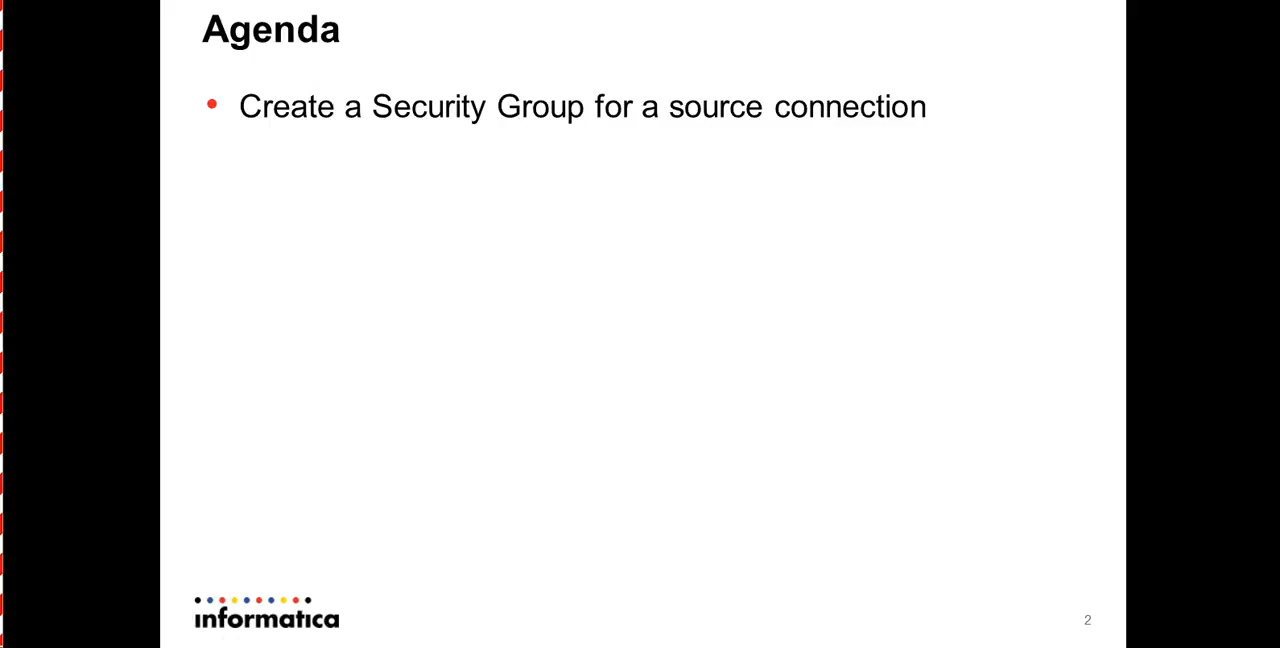 Agenda
• Create a Security Group for a source connection
informatica
2